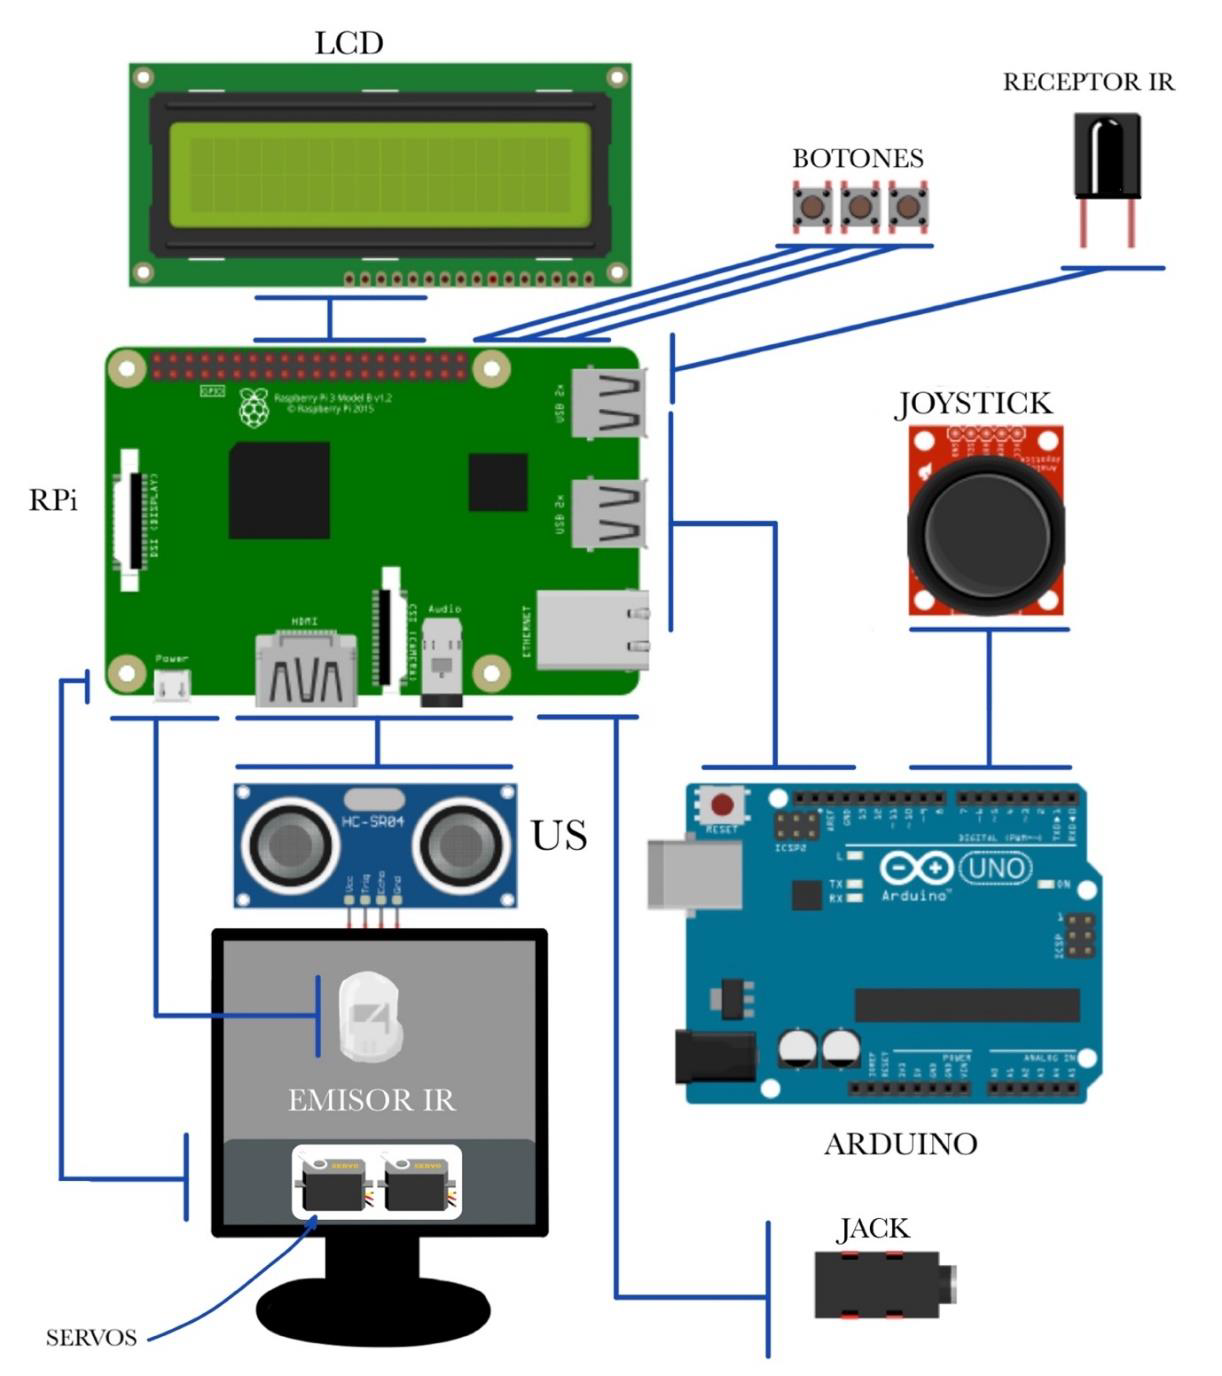 LCD
RECEPTOR IR
BOTONES
GPIO
Raspberry Pi 3 Model B v1.2
© Raspberry Pi 2015
USB 2x
JOYSTICK
RPi
DSI (DISPLAY)
USB 2x
ETHERNET
CSI (CAMERA)
Audio
HDMI
Power
HC-SR04
Vcc
Trig
Echo
Gnd
US
RESET
ICSP2
AREF
GND
13
12
~11
~10
~9
8
7
~6
~5
4
~3
2
TX0▸1
RX0◂0
DIGITAL (PWM~)
L
TX
RX
UNO
Arduino™
ON
1
ICSP
EMISOR IR
IOREF
RESET
3V3
5V
GND
GND
VIN
POWER
ANALOG IN
A0
A1
A2
A3
A4
A5
ARDUINO
SERVO
SERVO
JACK
SERVOS